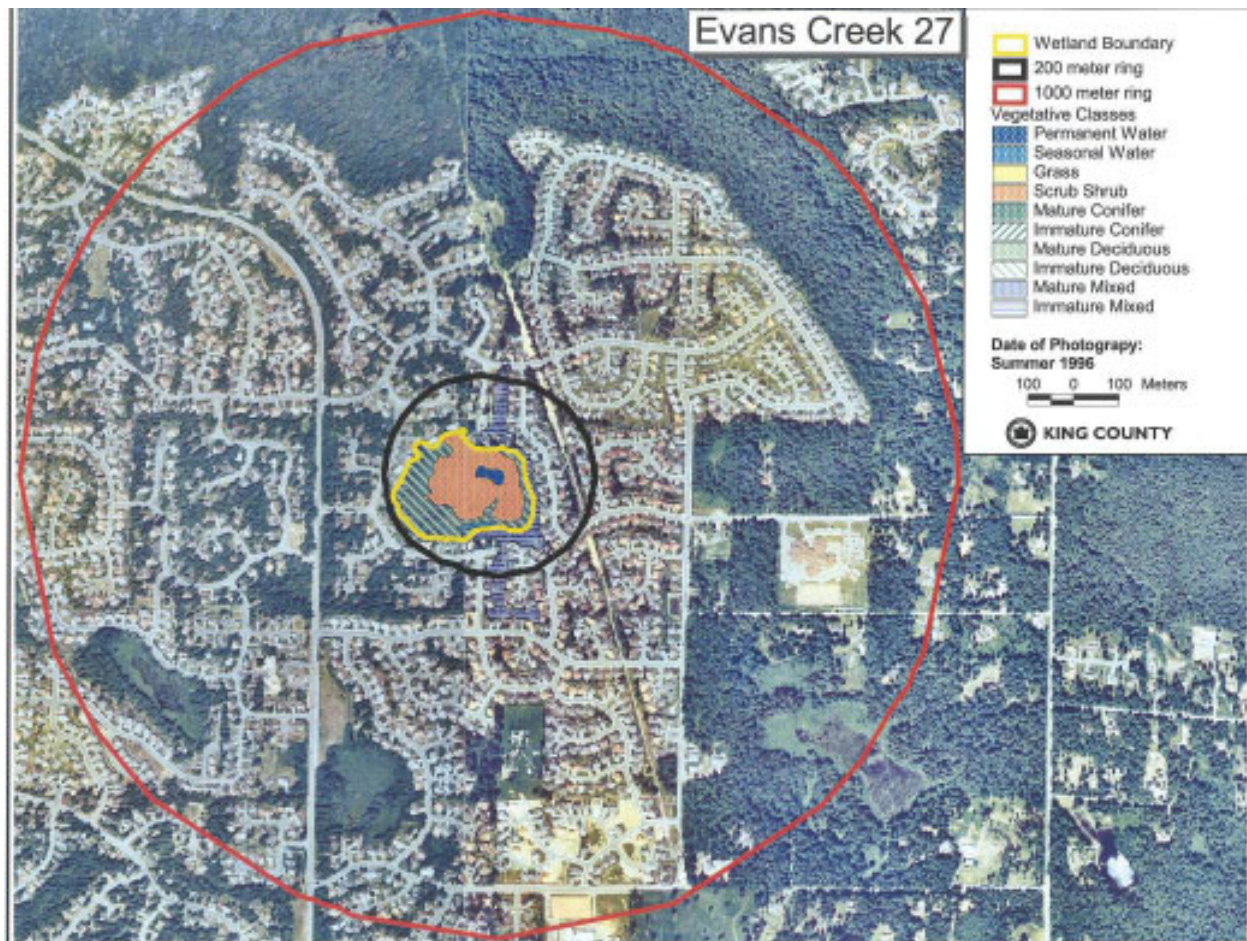 Evans Creek 27
Wetland Boundary
200 meter ring
1000 meter ring
Vegetative Classes
Permanent Water
Seasonal Water
Grass
Scrub Shrub
Mature Conifer
Immature Conifer
Mature Deciduous
Immature Deciduous
Mature Mixed
Immature Mixed
Date of Photograpy:
Summer 1996
100 0 100 Meters
KING COUNTY